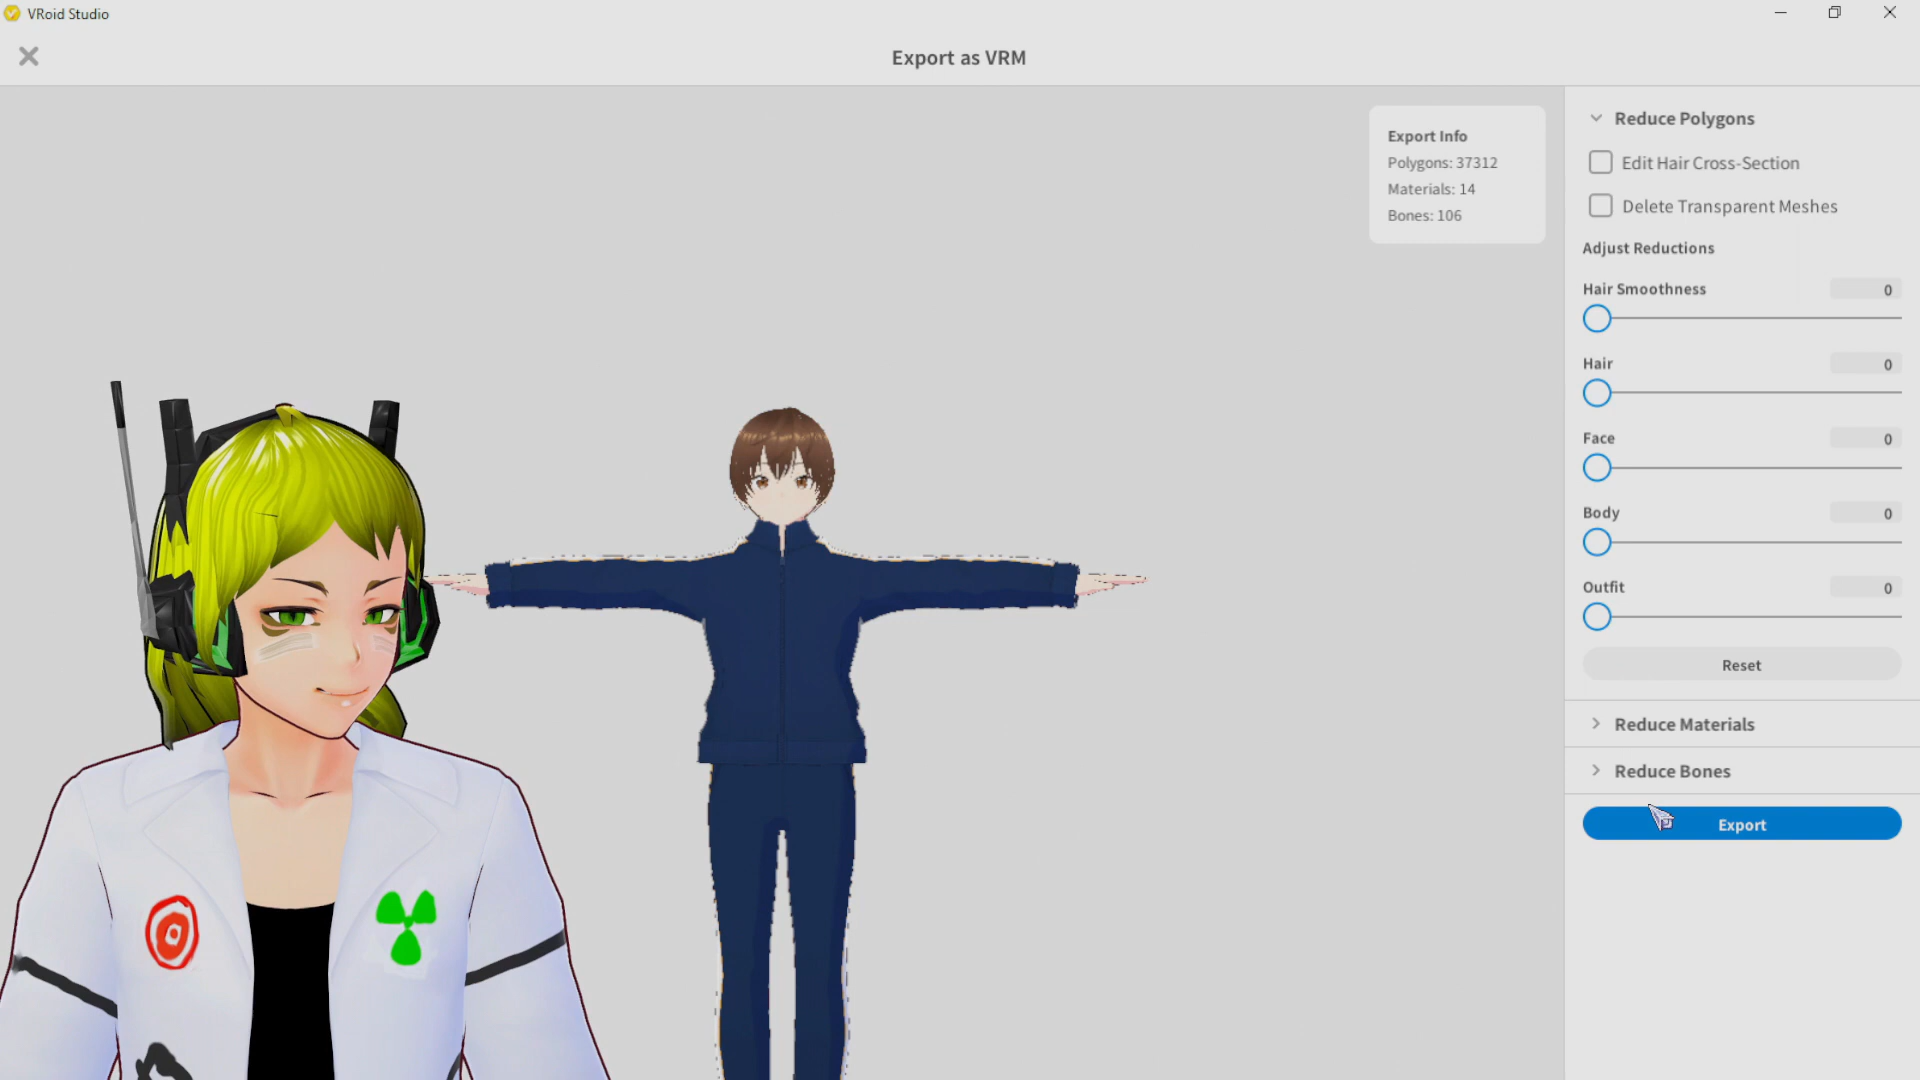 VRoid Studio
Export as VRM
Export Info
Polygons: 37312
Materials: 14
Bones: 106
Reduce Polygons
Edit Hair Cross-Section
Delete Transparent Meshes
Adjust Reductions
Hair Smoothness 0
Hair 0
Face 0
Body 0
Outfit 0
Reset
Reduce Materials
Reduce Bones
Export